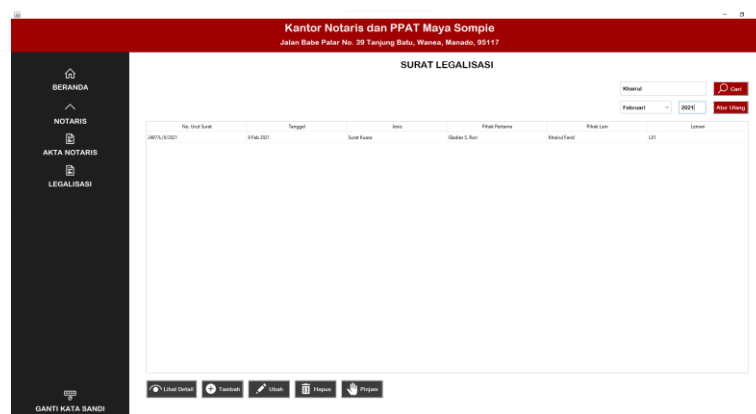 Kantor Notaris dan PPAT Maya Sompie
Jalan Babe Palar No. 39 Tanjung Batu, Wanea, Manado, 95117
BERANDA
NOTARIS
AKTA NOTARIS
LEGALISASI
GANTI KATA SANDI
SURAT LEGALISASI
Khairul Cari
Februari 2021 Atur Ulang
No. Urut Surat Tanggal Jenis Pihak Pertama Pihak Lain Lemari
9 Feb 2021 Surat Kuasa Khairul Farid L01
Lihat Detail Tambah Ubah Hapus Pinjam